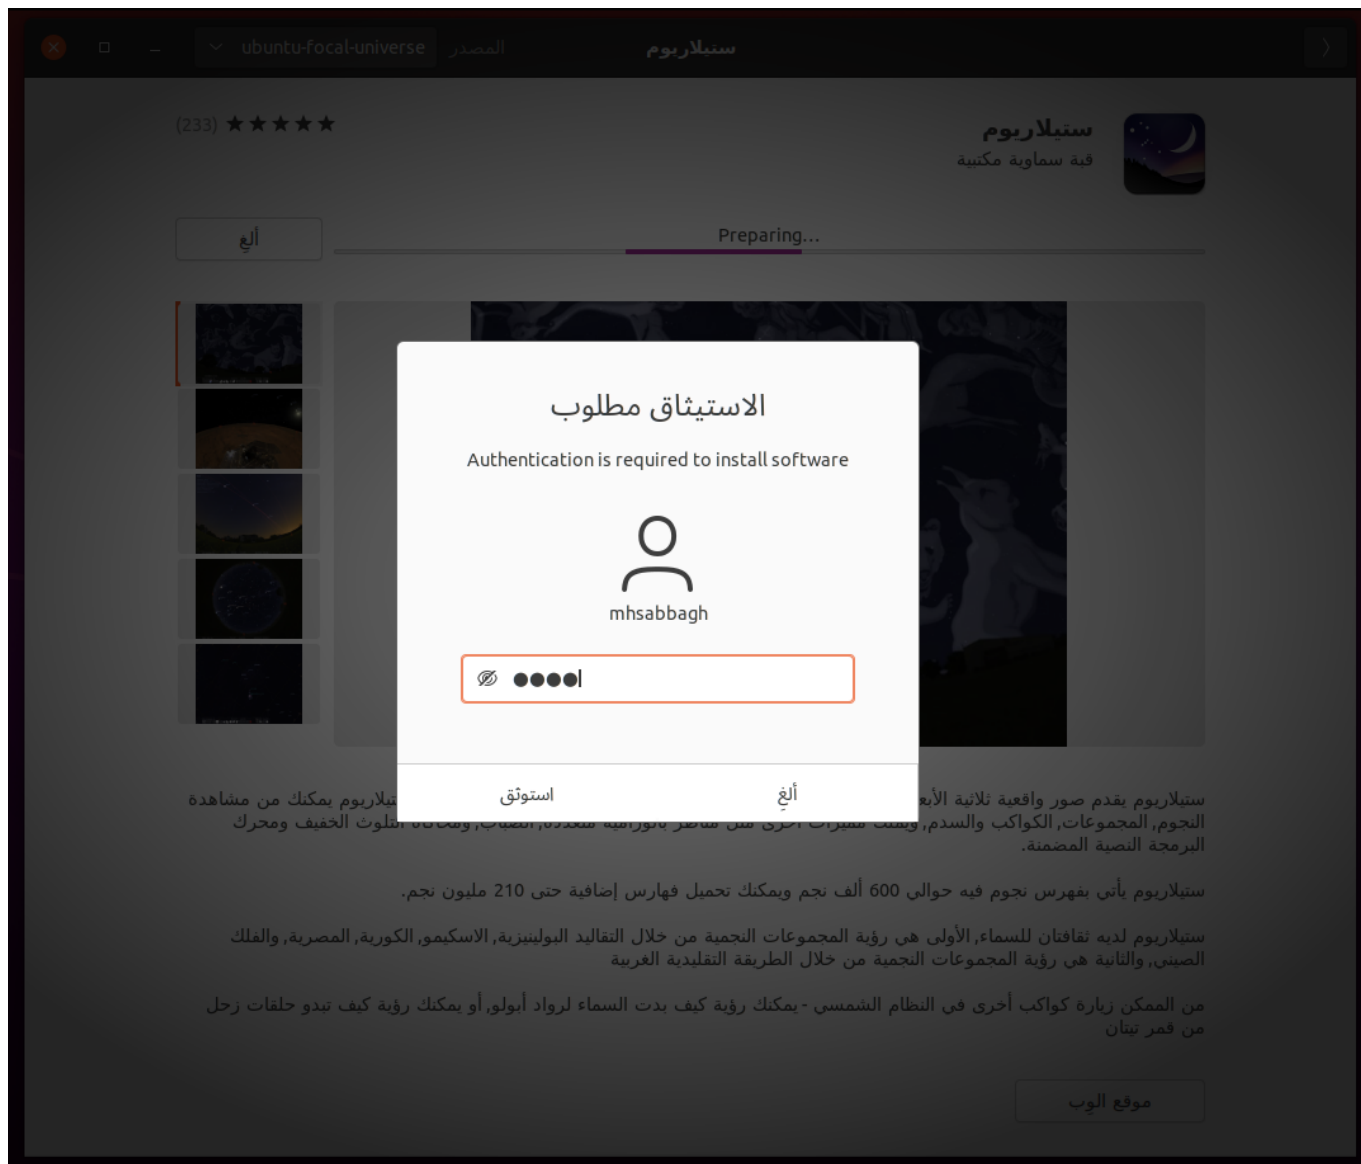 ستيلاريوم
المصدر ubuntu-focal-universe
ستيلاريوم
قبة سماوية مكتبية
(233)
Preparing...
ألغِ
الاستيثاق مطلوب
Authentication is required to install software
mhsabbagh
ألغِ
استوثق
ستيلاريوم يقدم صور واقعية ثلاثية يمكنك من مشاهدة
النجوم, المجموعات, الكواكب والسدم, التلوث الخفيف ومحرك
البرمجة النصية المضمنة.
ستيلاريوم يأتي بفهرس نجوم فيه حوالي 600 ألف نجم ويمكنك تحميل فهارس إضافية حتى 210 مليون نجم.
ستيلاريوم لديه ثقافتان للسماء, الأولى هي رؤية المجموعات النجمية من خلال التقاليد البولينيزية, الاسكيمو, الكورية, المصرية, والفلك
الصيني, والثانية هي رؤية المجموعات النجمية من خلال الطريقة التقليدية الغربية
من الممكن زيارة كواكب أخرى في النظام الشمسي - يمكنك رؤية كيف بدت السماء لرواد أبولو, أو يمكنك رؤية كيف تبدو حلقات زحل
من قمر تيتان
موقع الوِب